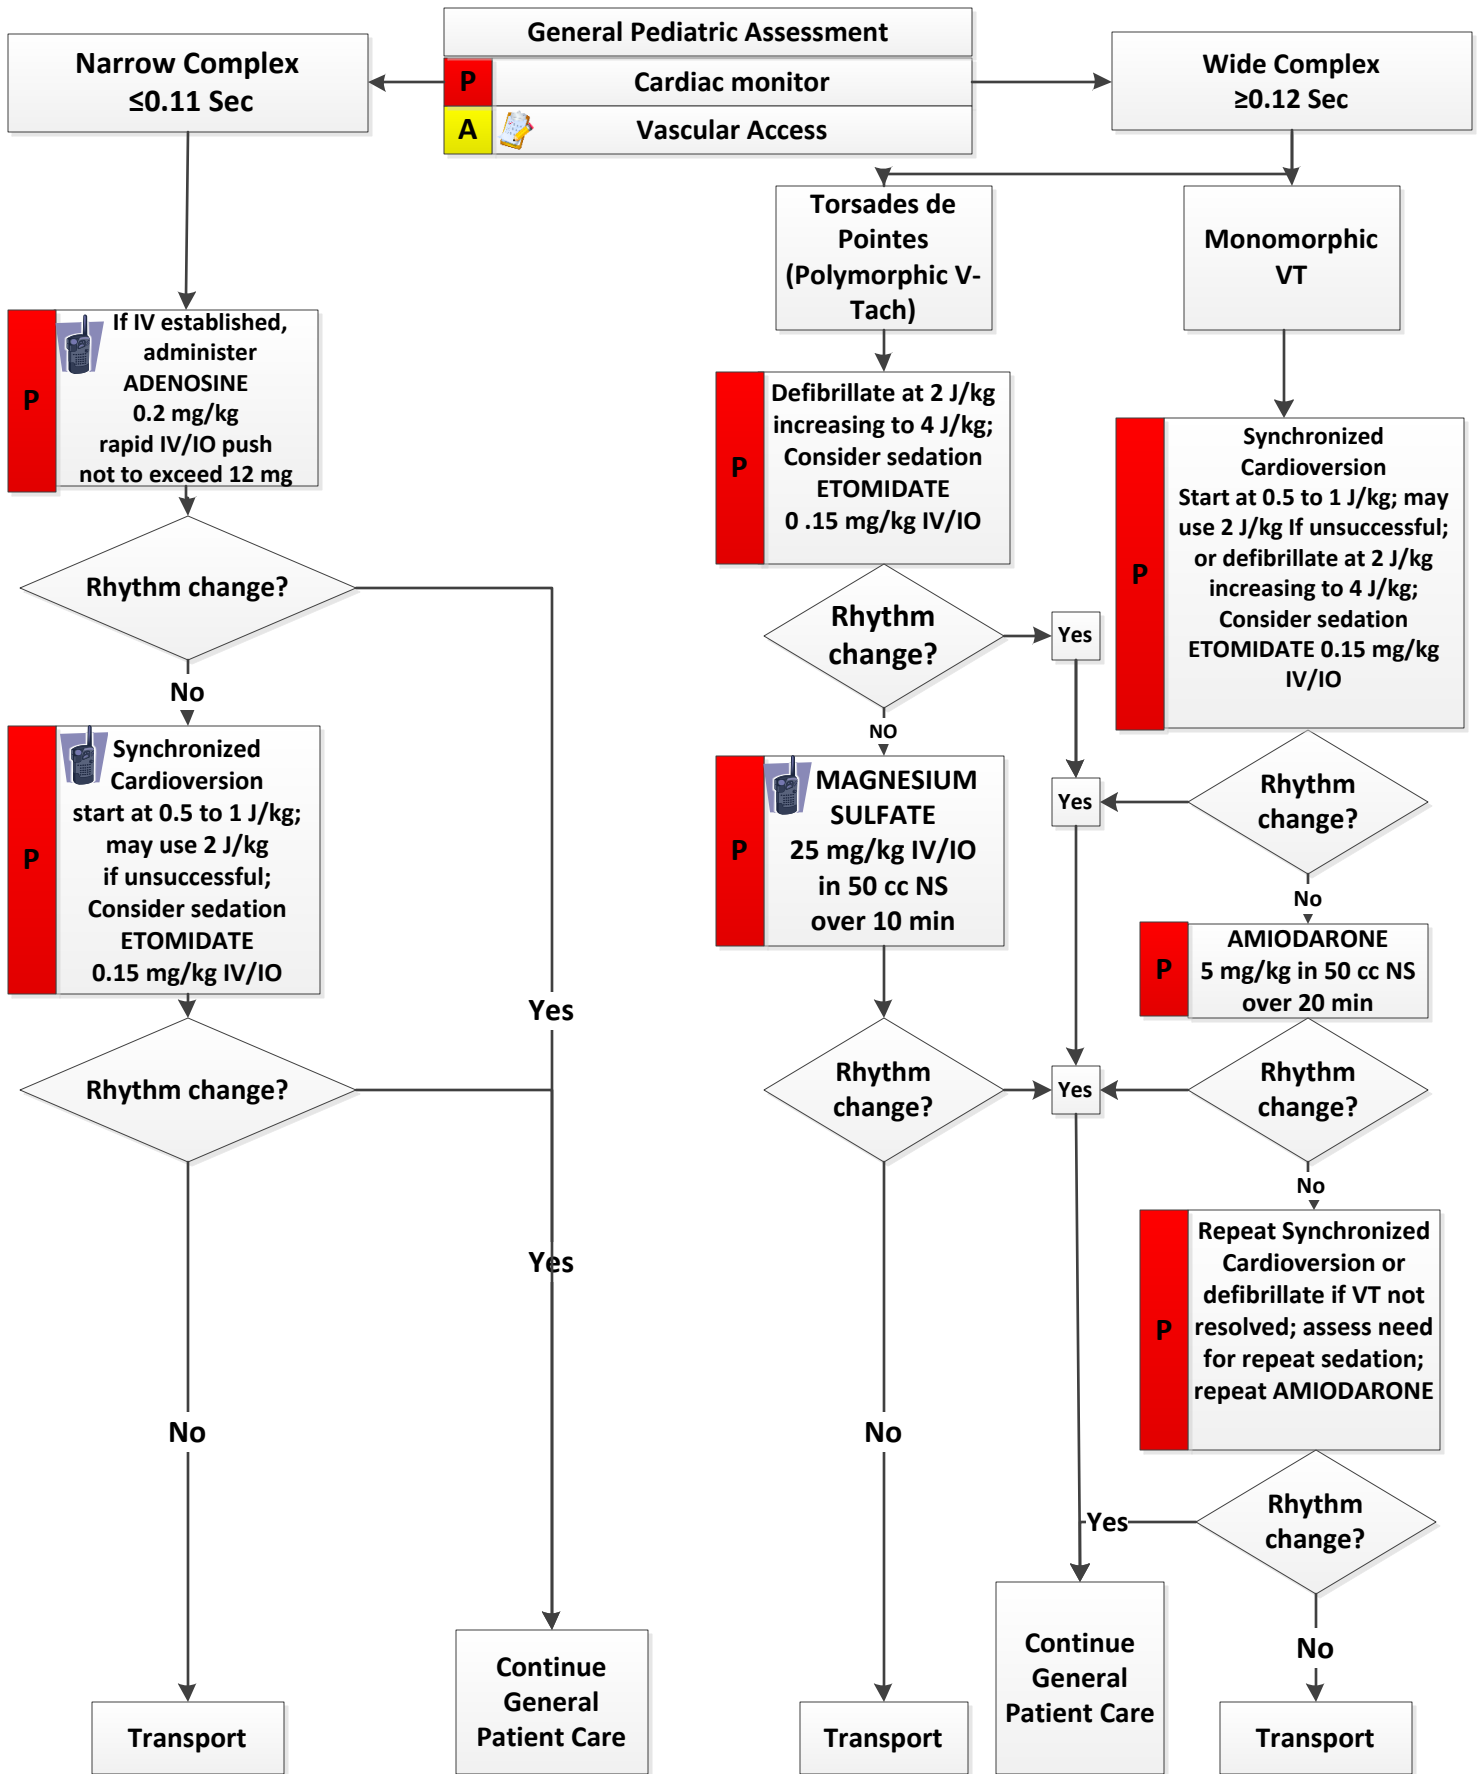 General Pediatric Assessment
P Cardiac monitor
A Vascular Access
Narrow Complex
≤0.11 Sec
Wide Complex
≥0.12 Sec
If IV established,
administer
ADENOSINE
0.2 mg/kg
rapid IV/IO push
not to exceed 12 mg
P
Rhythm change?
No
Yes
Synchronized
Cardioversion
start at 0.5 to 1 J/kg;
may use 2 J/kg
if unsuccessful;
Consider sedation
ETOMIDATE
0.15 mg/kg IV/IO
P
Rhythm change?
Yes
No
Transport
Continue
General
Patient Care
Torsades de
Pointes
(Polymorphic V-
Tach)
Defibrillate at 2 J/kg
increasing to 4 J/kg;
Consider sedation
ETOMIDATE
0 .15 mg/kg IV/IO
P
Rhythm
change?
Yes
NO
MAGNESIUM
SULFATE
25 mg/kg IV/IO
in 50 cc NS
over 10 min
P
Rhythm
change?
Yes
No
Transport
Monomorphic
VT
Synchronized
Cardioversion
Start at 0.5 to 1 J/kg; may
use 2 J/kg If unsuccessful;
or defibrillate at 2 J/kg
increasing to 4 J/kg;
Consider sedation
ETOMIDATE 0.15 mg/kg
IV/IO
P
Rhythm
change?
Yes
No
AMIODARONE
5 mg/kg in 50 cc NS
over 20 min
P
Rhythm
change?
No
Repeat Synchronized
Cardioversion or
defibrillate if VT not
resolved; assess need
for repeat sedation;
repeat AMIODARONE
P
Rhythm
change?
Yes
No
Continue
General
Patient Care
Transport